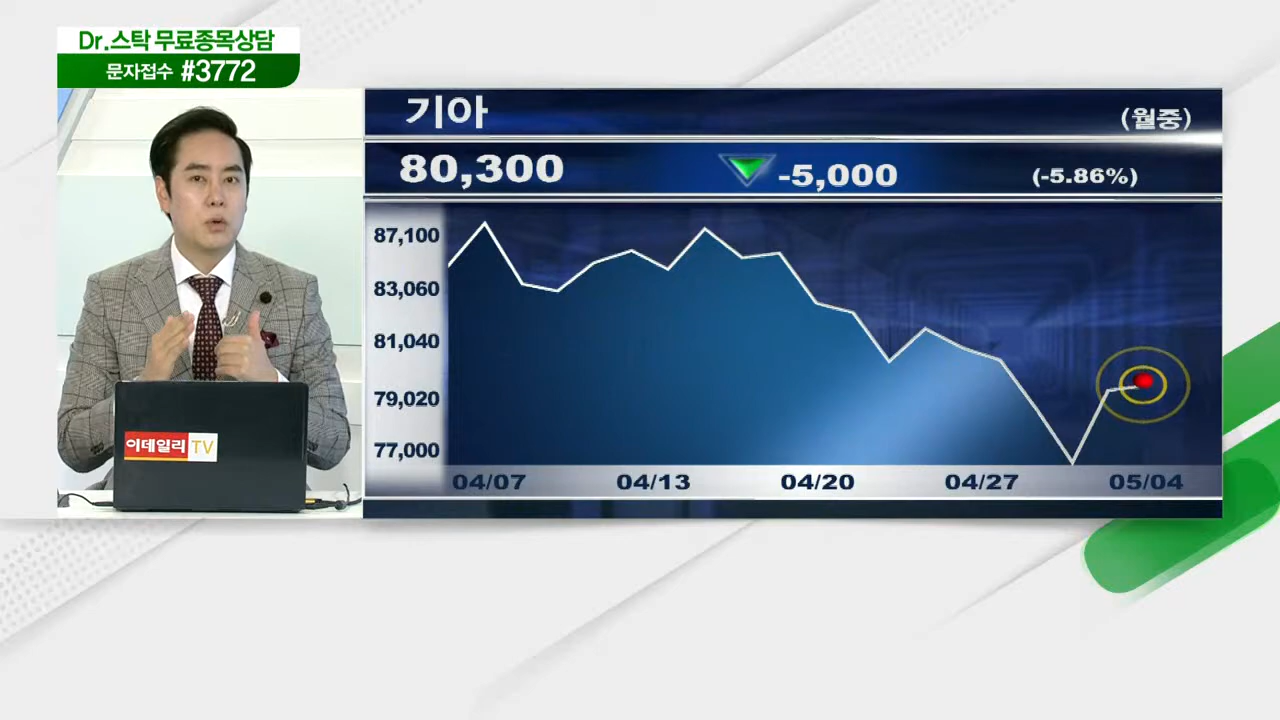 Dr.스탁 무료종목상담
문자접수 #3772
기아
(월중)
80,300
-5,000
(-5.86%)
87,100
83,060
81,040
79,020
77,000
04/07
04/13
04/20
04/27
05/04
이데일리 TV